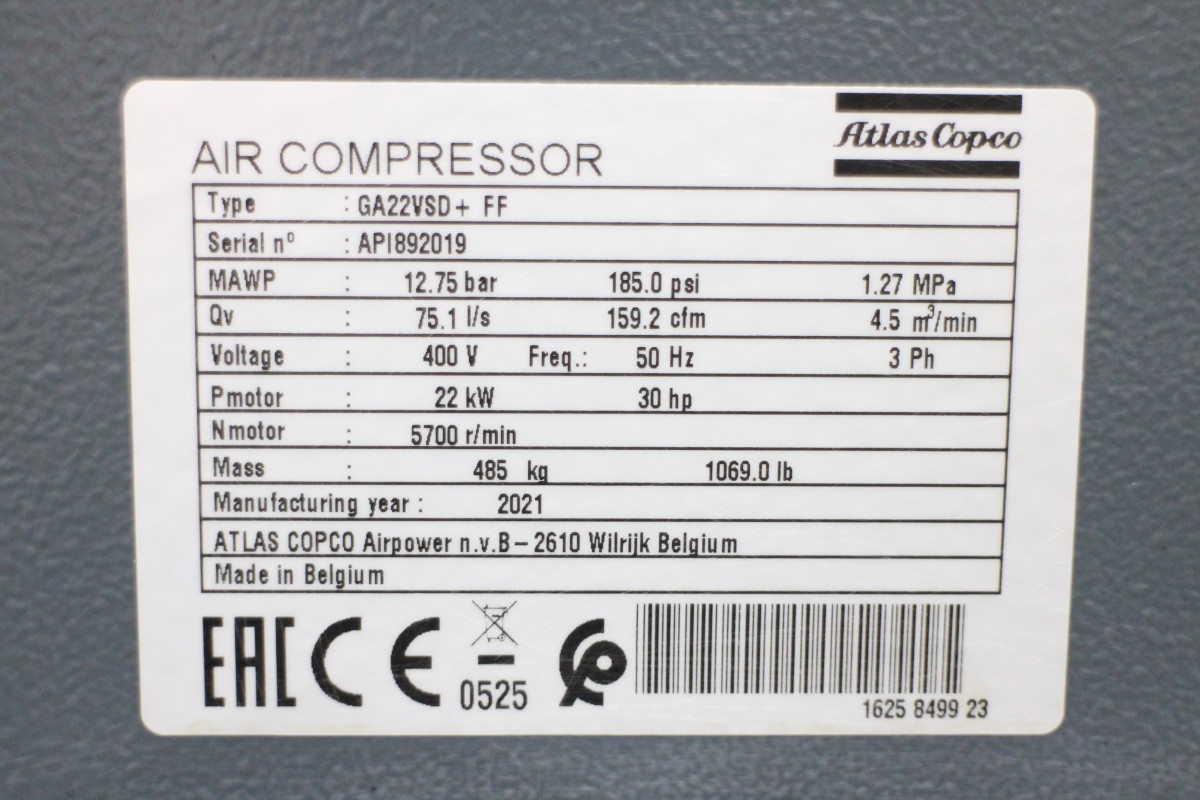 Atlas Copco
AIR COMPRESSOR
Type : GA22VSD+ FF
Serial n° : API892019
MAWP : 12.75 bar 185.0 psi 1.27 MPa
Qv : 75.1 l/s 159.2 cfm 4.5 m³/min
Voltage : 400 V Freq.: 50 Hz 3 Ph
Pmotor : 22 kW 30 hp
Nmotor : 5700 r/min
Mass : 485 kg 1069.0 lb
Manufacturing year : 2021
ATLAS COPCO Airpower n.v.B – 2610 Wilrijk Belgium
Made in Belgium
EAC CE
0525
1625 8499 23